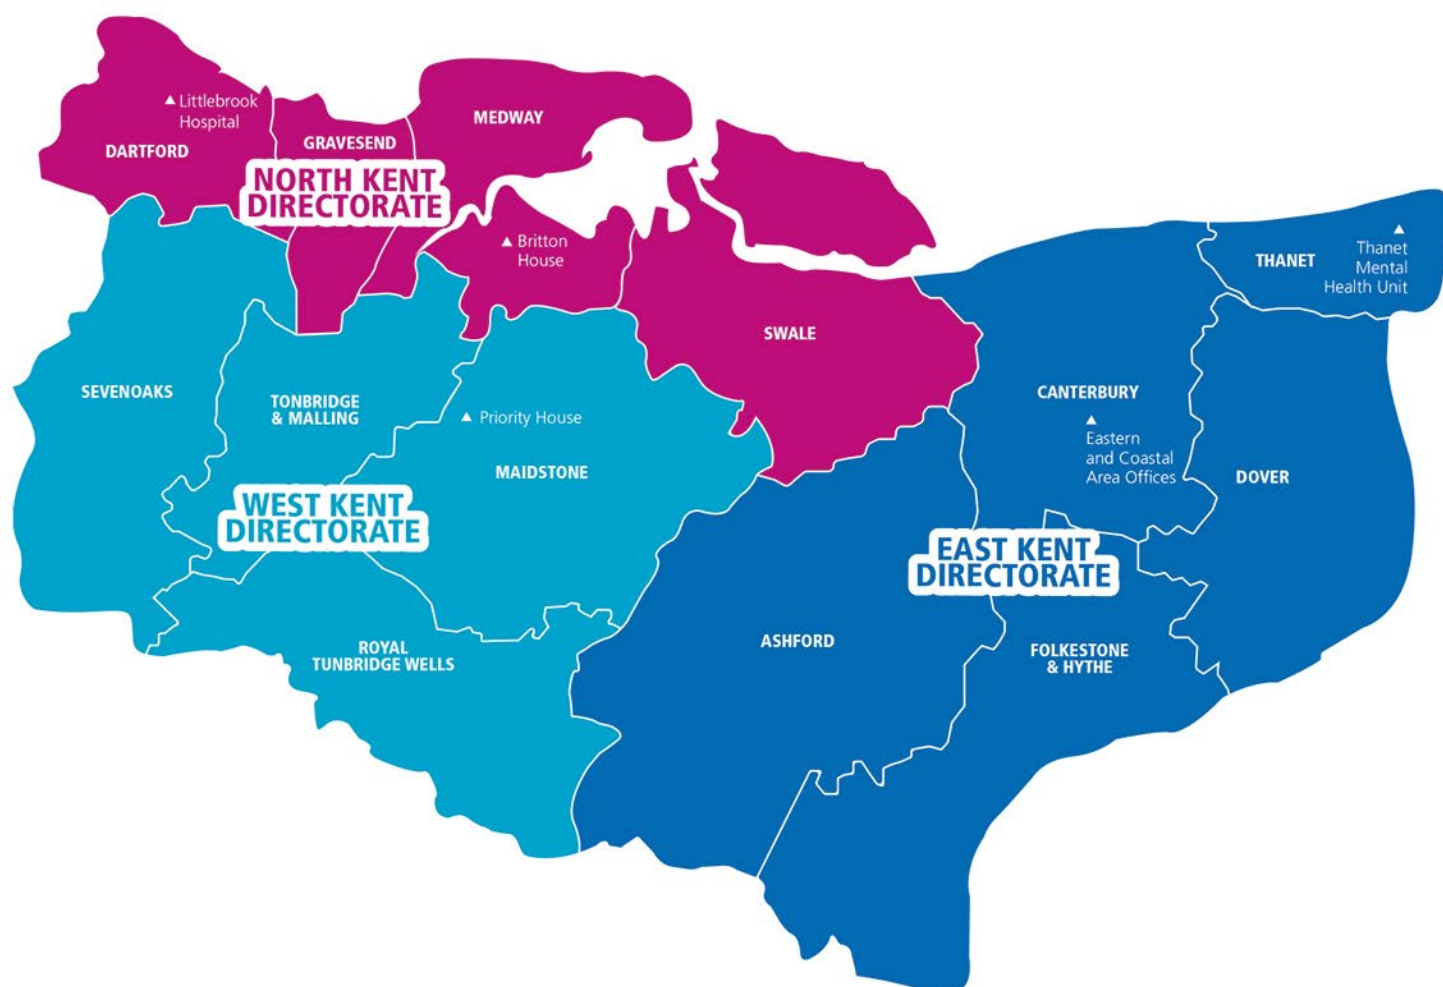 Littlebrook
Hospital
DARTFORD
GRAVESEND
MEDWAY
NORTH KENT
DIRECTORATE
Britton
House
SWALE
THANET
Thanet
Mental
Health Unit
SEVENOAKS
TONBRIDGE
& MALLING
Priority House
MAIDSTONE
WEST KENT
DIRECTORATE
ROYAL
TUNBRIDGE WELLS
CANTERBURY
Eastern
and Coastal
Area Offices
DOVER
EAST KENT
DIRECTORATE
ASHFORD
FOLKESTONE
& HYTHE